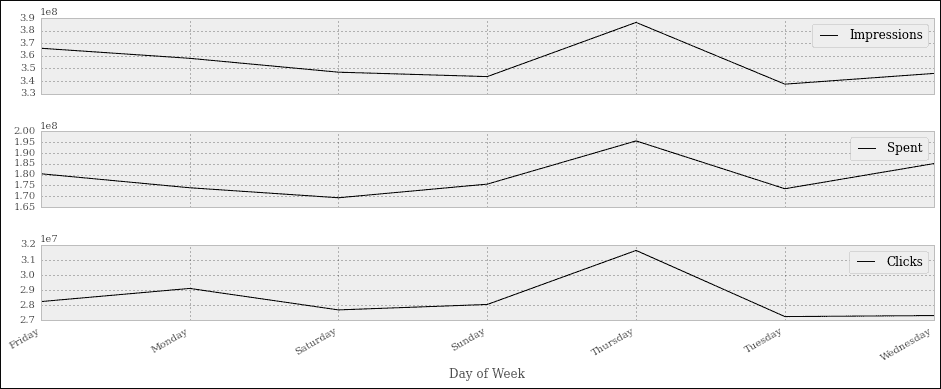 1e8
3.9
3.8
3.7
3.6
3.5
3.4
3.3
Impressions
1e8
2.00
1.95
1.90
1.85
1.80
1.75
1.70
1.65
Spent
1e7
3.2
3.1
3.0
2.9
2.8
2.7
Clicks
Friday Monday Saturday Sunday Thursday Tuesday Wednesday
Day of Week